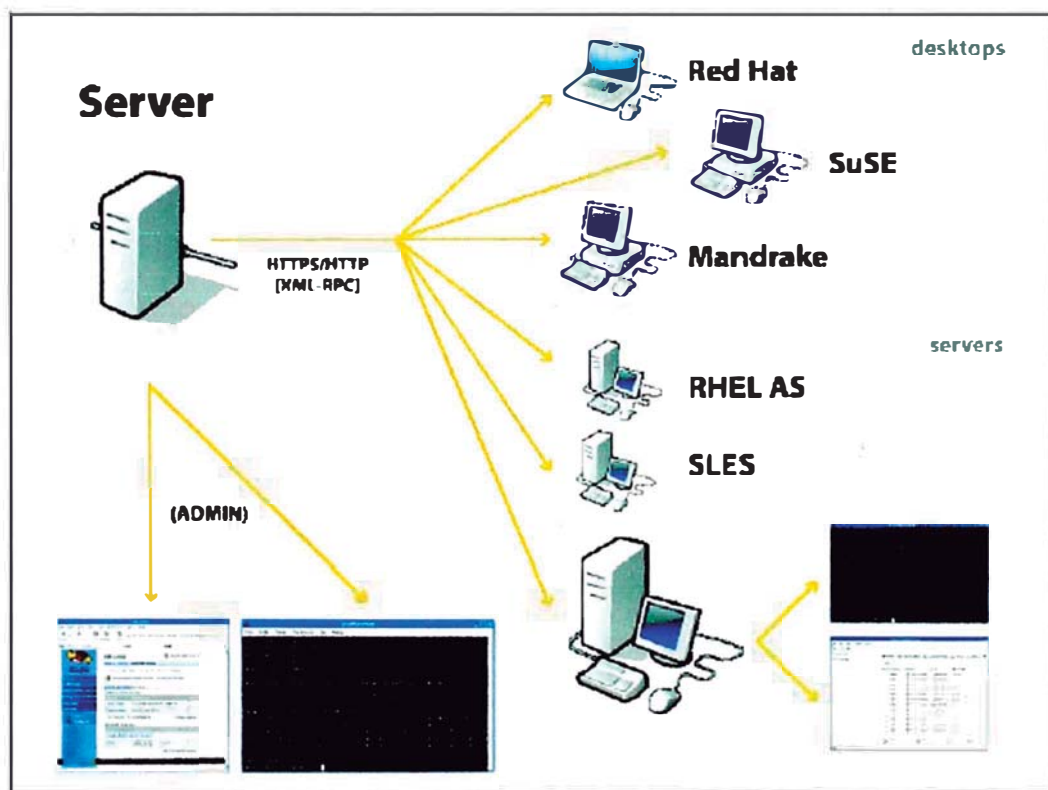 desktops
Red Hat
Server
SuSE
Mandrake
HTTPS/HTTP
[XML-RPC]
servers
RHEL AS
SLES
(ADMIN)